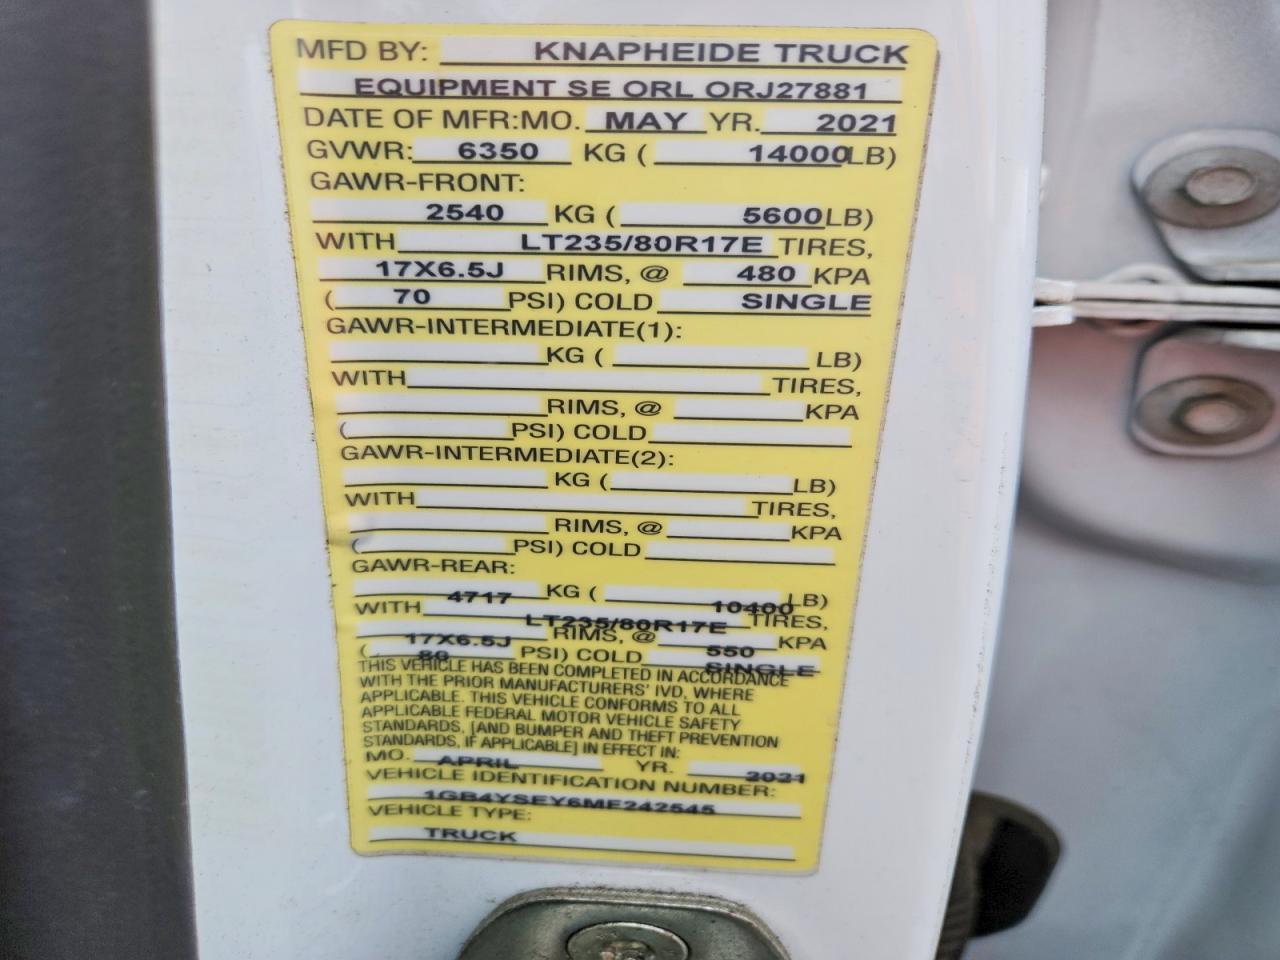 MFD BY: KNAPHEIDE TRUCK
EQUIPMENT SE ORL ORJ27881
DATE OF MFR:MO. MAY YR. 2021
GVWR: 6350 KG ( 14000LB)
GAWR-FRONT:
2540 KG ( 5600LB)
WITH LT235/80R17E TIRES,
17X6.5J RIMS, @ 480 KPA
( 70 PSI) COLD SINGLE
GAWR-INTERMEDIATE(1):
KG ( LB)
WITH TIRES,
RIMS, @ KPA
( PSI) COLD
GAWR-INTERMEDIATE(2):
KG ( LB)
WITH TIRES,
RIMS, @ KPA
( PSI) COLD
GAWR-REAR:
4717 KG ( 10400 LB)
WITH LT235/80R17E TIRES,
17X6.5J RIMS, @ 550 KPA
( 80 PSI) COLD SINGLE
THIS VEHICLE HAS BEEN COMPLETED IN ACCORDANCE
WITH THE PRIOR MANUFACTURERS' IVD, WHERE
APPLICABLE. THIS VEHICLE CONFORMS TO ALL
APPLICABLE FEDERAL MOTOR VEHICLE SAFETY
STANDARDS, [AND BUMPER AND THEFT PREVENTION
STANDARDS, IF APPLICABLE] IN EFFECT IN:
MO. APRIL YR. 2021
VEHICLE IDENTIFICATION NUMBER:
1GB4YSEY6MF242545
VEHICLE TYPE:
TRUCK